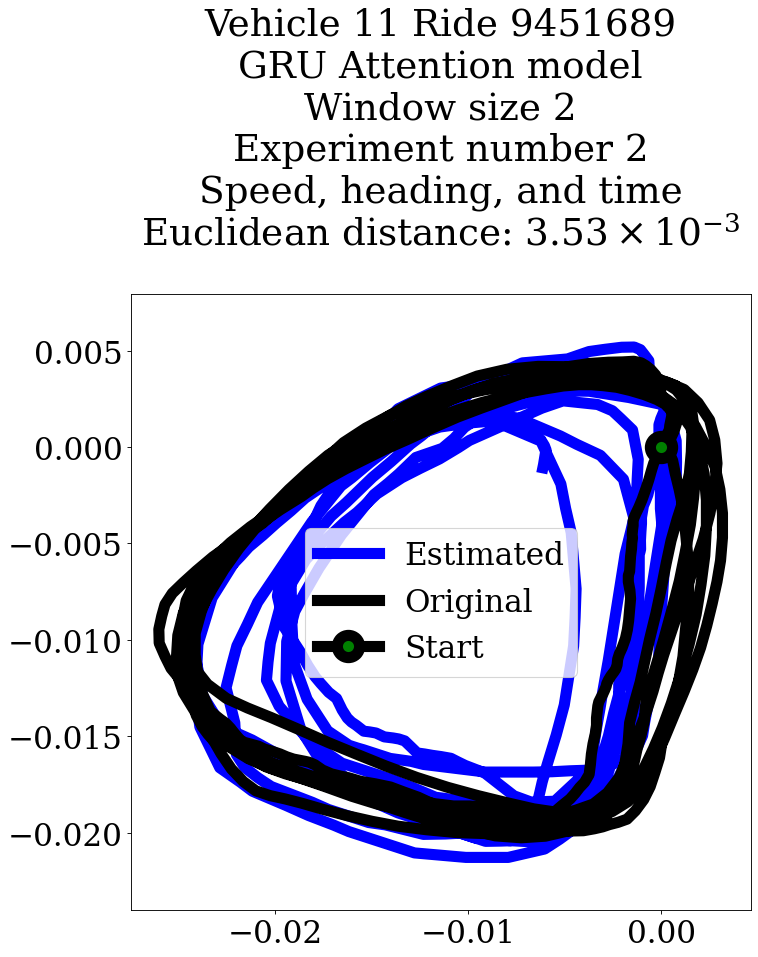 Vehicle 11 Ride 9451689
GRU Attention model
Window size 2
Experiment number 2
Speed, heading, and time
Euclidean distance: 3.53 × 10⁻³
0.005
0.000
−0.005
−0.010
−0.015
−0.020
Estimated
Original
Start
−0.02
−0.01
0.00